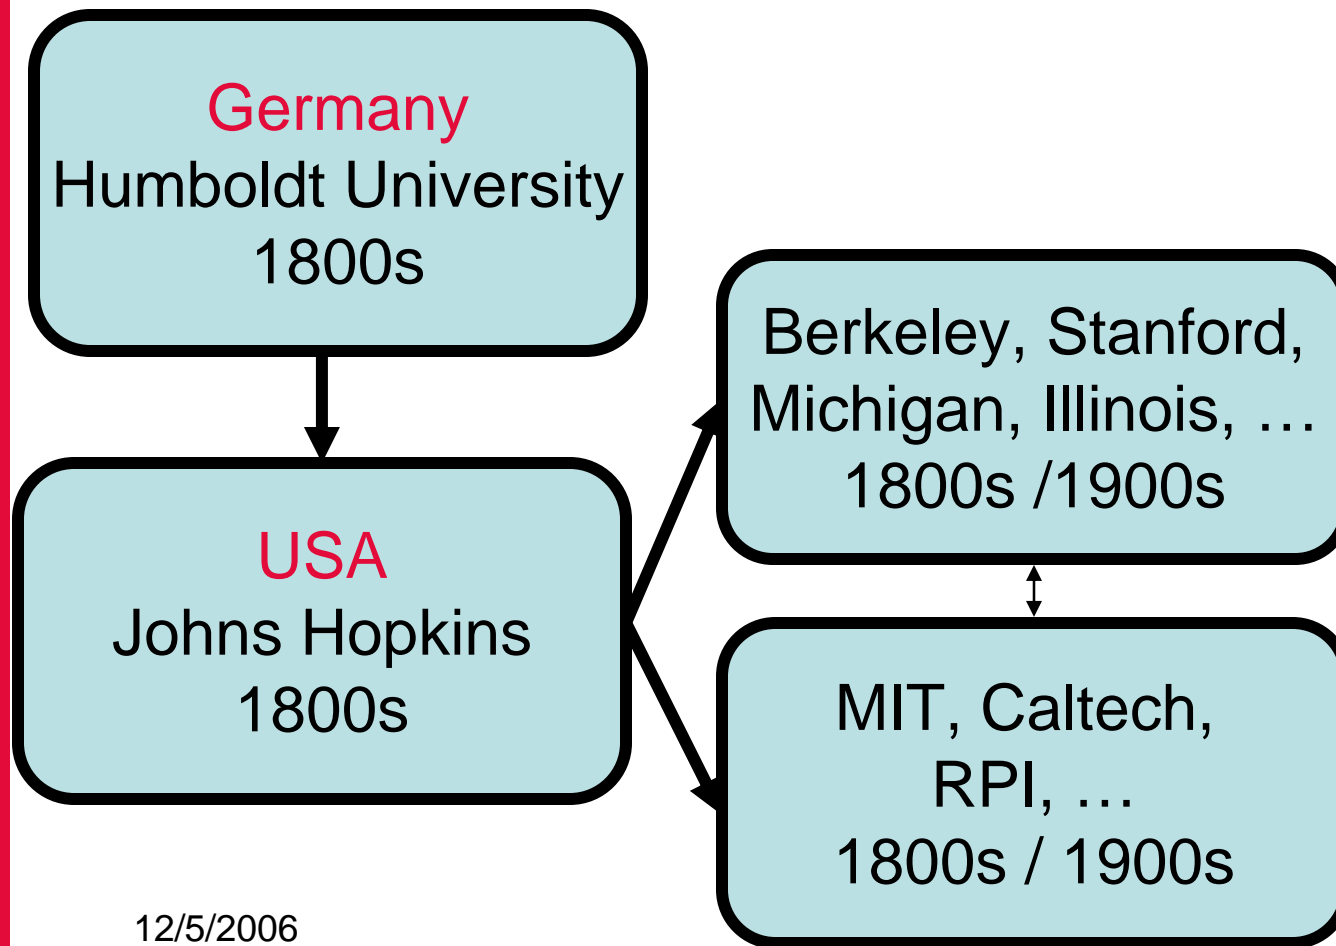 Germany
Humboldt University
1800s
USA
Johns Hopkins
1800s
Berkeley, Stanford,
Michigan, Illinois, …
1800s /1900s
MIT, Caltech,
RPI, …
1800s / 1900s
12/5/2006